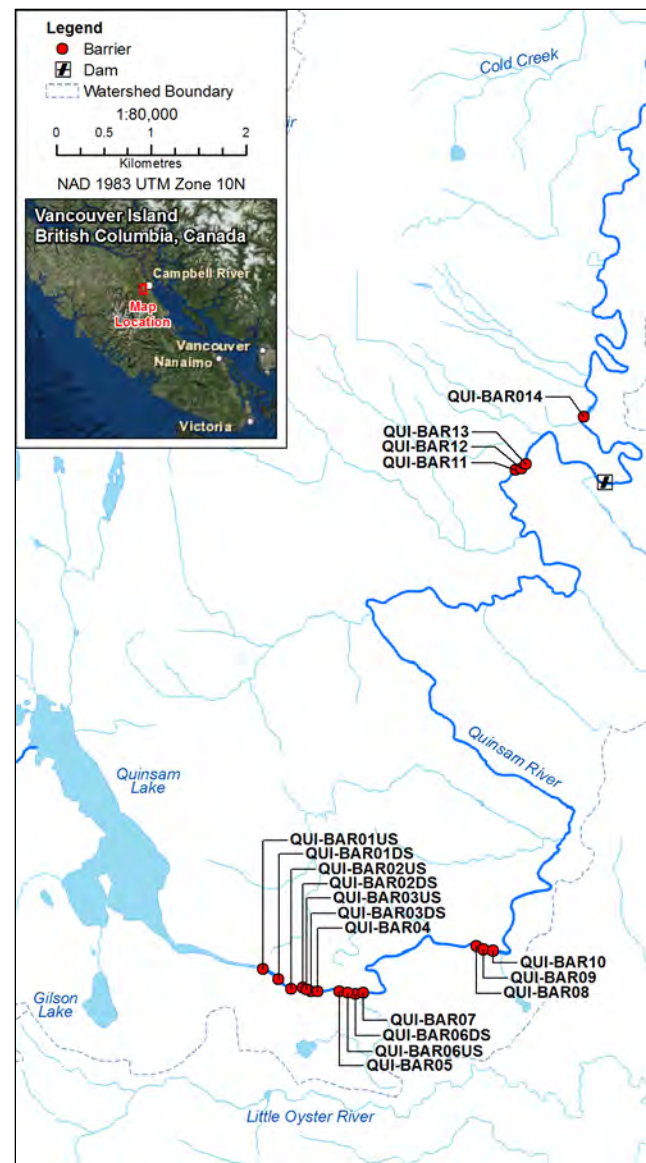 Legend
Barrier
Dam
Watershed Boundary
1:80,000
0 0.5 1 2
Kilometres
NAD 1983 UTM Zone 10N
Vancouver Island
British Columbia, Canada
Campbell River
Map
Location
Vancouver
Nanaimo
Victoria
Cold Creek
QUI-BAR014
QUI-BAR13
QUI-BAR12
QUI-BAR11
Quinsam
Lake
Quinsam River
QUI-BAR01US
QUI-BAR01DS
QUI-BAR02US
QUI-BAR02DS
QUI-BAR03US
QUI-BAR03DS
QUI-BAR04
QUI-BAR10
QUI-BAR09
QUI-BAR08
Gilson
Lake
QUI-BAR07
QUI-BAR06DS
QUI-BAR06US
QUI-BAR05
Little Oyster River